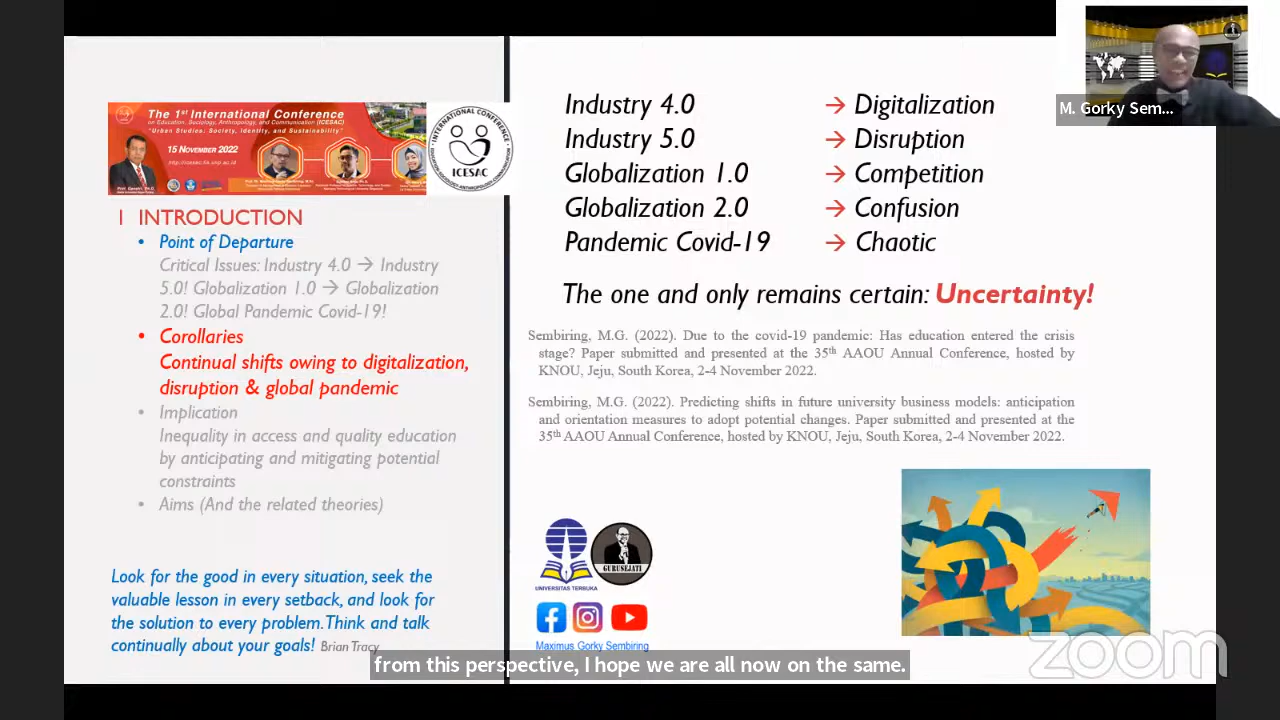 The 1st International Conference
on Education, Sociology, Anthropology, and Communication (ICESAC)
"Urban Studies: Society, Identity, and Sustainability"
15 NOVEMBER 2022
INTERNATIONAL CONFERENCE
ICESAC
1 INTRODUCTION
• Point of Departure
Critical Issues: Industry 4.0 → Industry
5.0! Globalization 1.0 → Globalization
2.0! Global Pandemic Covid-19!
• Corollaries
Continual shifts owing to digitalization,
disruption & global pandemic
• Implication
Inequality in access and quality education
by anticipating and mitigating potential
constraints
• Aims (And the related theories)
Look for the good in every situation, seek the
valuable lesson in every setback, and look for
the solution to every problem. Think and talk
continually about your goals! Brian Tracy
Industry 4.0 → Digitalization
Industry 5.0 → Disruption
Globalization 1.0 → Competition
Globalization 2.0 → Confusion
Pandemic Covid-19 → Chaotic
The one and only remains certain: Uncertainty!
Sembiring, M.G. (2022). Due to the covid-19 pandemic: Has education entered the crisis
stage? Paper submitted and presented at the 35th AAOU Annual Conference, hosted by
KNOU, Jeju, South Korea, 2-4 November 2022.
Sembiring, M.G. (2022). Predicting shifts in future university business models: anticipation
and orientation measures to adopt potential changes. Paper submitted and presented at the
35th AAOU Annual Conference, hosted by KNOU, Jeju, South Korea, 2-4 November 2022.
UNIVERSITAS TERBUKA
GURUSEJATI
Maximus Gorky Sembiring
M. Gorky Sem...
from this perspective, I hope we are all now on the same.
zoom